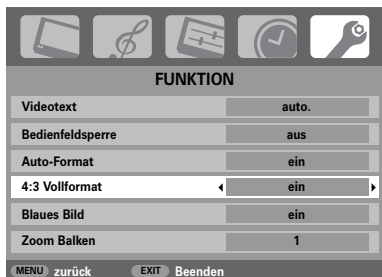 FUNKTION
Videotext auto.
Bedienfeldsperre aus
Auto-Format ein
4:3 Vollformat ein
Blaues Bild ein
Zoom Balken 1
MENU zurück EXIT Beenden